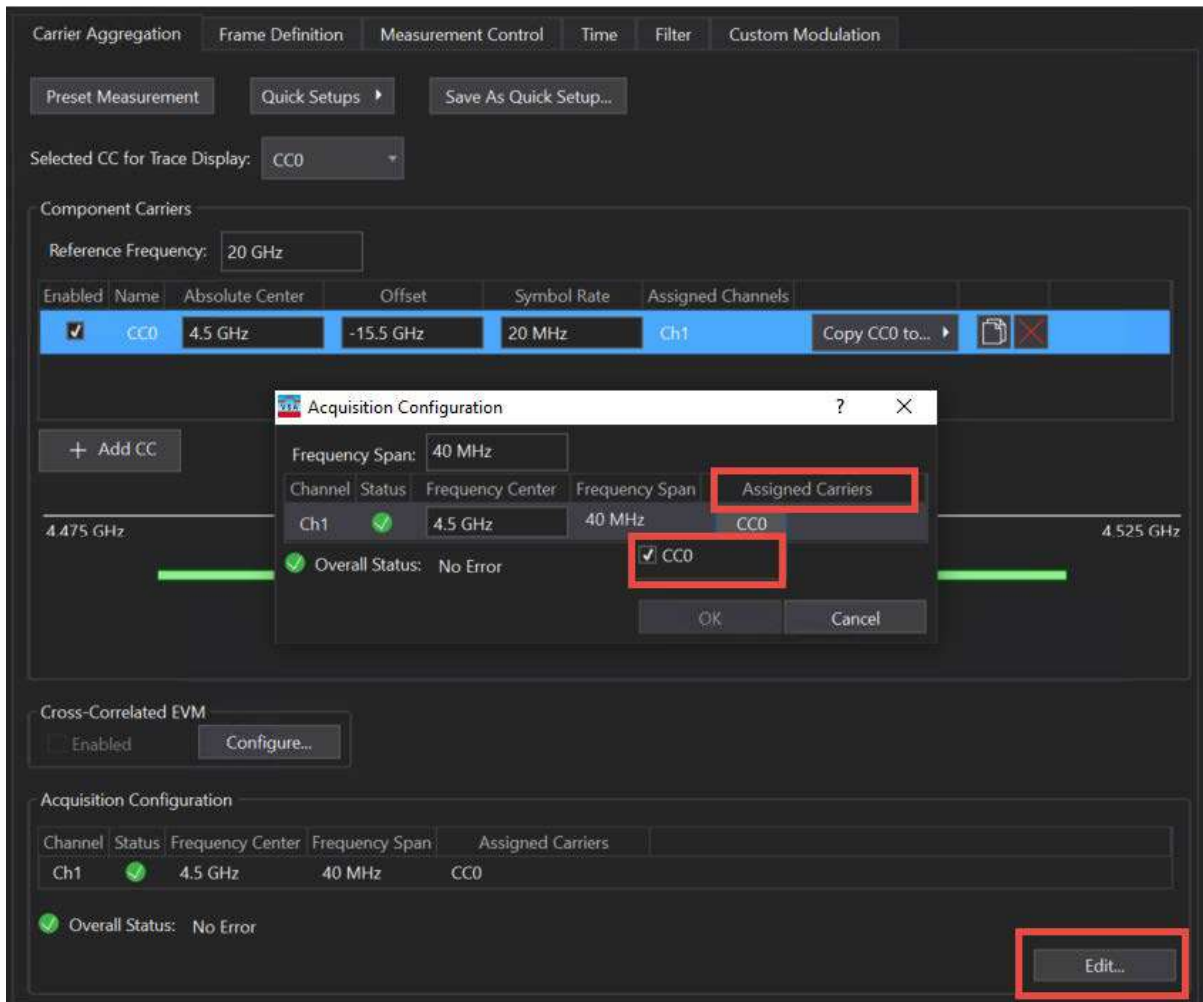 Carrier Aggregation Frame Definition Measurement Control Time Filter Custom Modulation
Preset Measurement Quick Setups Save As Quick Setup...
Selected CC for Trace Display: CC0
Component Carriers
Reference Frequency: 20 GHz
Enabled Name Absolute Center Offset Symbol Rate Assigned Channels
CC0 4.5 GHz -15.5 GHz 20 MHz Ch1 Copy CC0 to...
VSA Acquisition Configuration ?
+ Add CC
Frequency Span: 40 MHz
Channel Status Frequency Center Frequency Span Assigned Carriers
Ch1 4.5 GHz 40 MHz CC0
4.475 GHz 4.525 GHz
CC0
Overall Status: No Error
OK Cancel
Cross-Correlated EVM
Enabled Configure...
Acquisition Configuration
Channel Status Frequency Center Frequency Span Assigned Carriers
Ch1 4.5 GHz 40 MHz CC0
Overall Status: No Error
Edit...